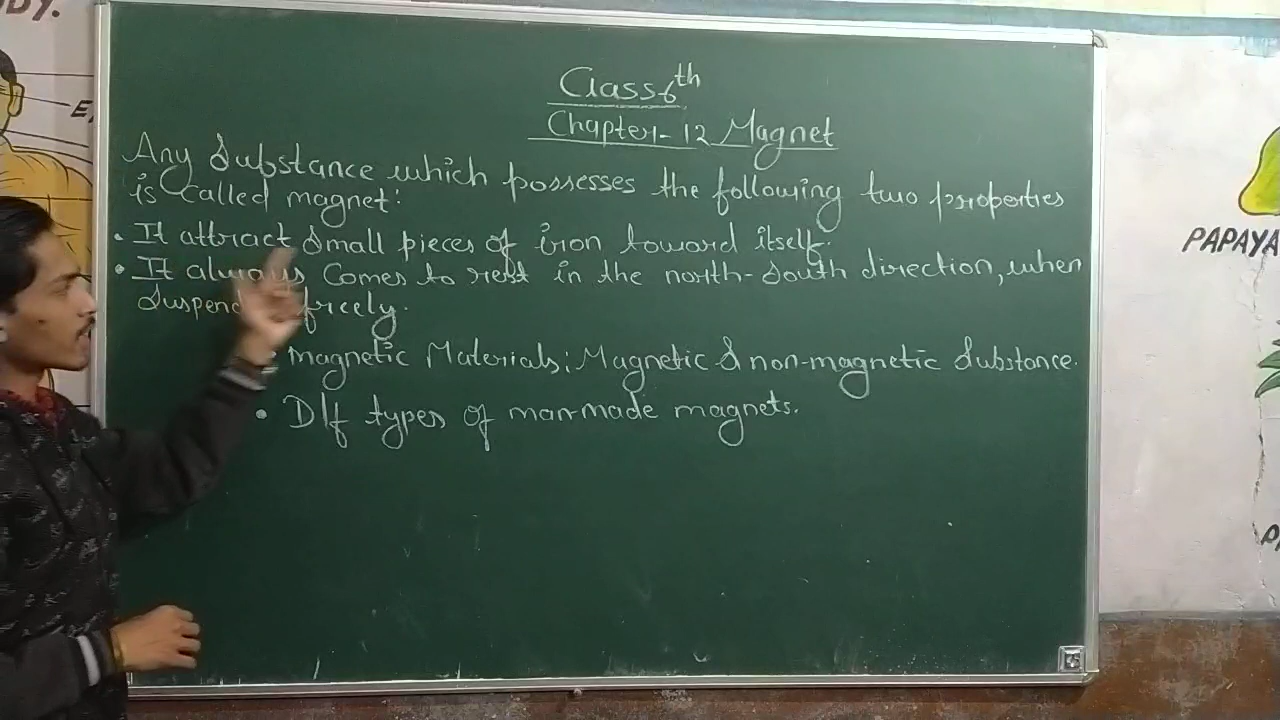 DY.
E,
Class 6th
Chapter-12 Magnet
Any Substance which possesses the following two properties
is called magnet:
• It attract small pieces of iron toward itself.
• It always comes to rest in the north-south direction, when
freely.
• magnetic Materials; Magnetic & non-magnetic Substance.
• D/f types of man-made magnets.
PAPAYA